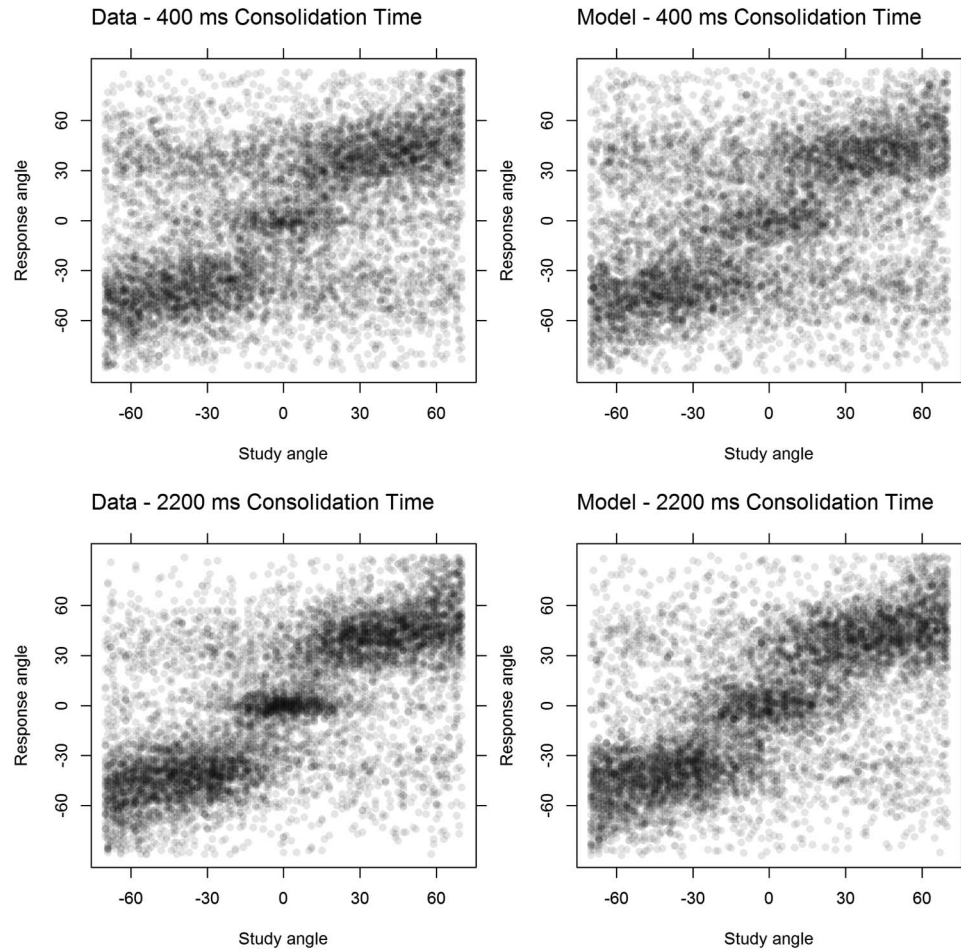 Data - 400 ms Consolidation Time
Response angle
60
30
0
-30
-60
-60 -30 0 30 60
Study angle
Model - 400 ms Consolidation Time
Response angle
60
30
0
-30
-60
-60 -30 0 30 60
Study angle
Data - 2200 ms Consolidation Time
Response angle
60
30
0
-30
-60
-60 -30 0 30 60
Study angle
Model - 2200 ms Consolidation Time
Response angle
60
30
0
-30
-60
-60 -30 0 30 60
Study angle